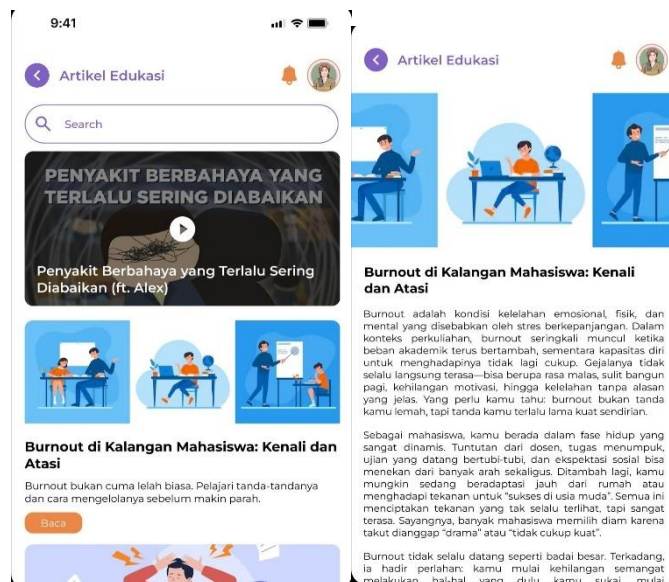 9:41
Artikel Edukasi
Search
PENYAKIT BERBAHAYA YANG
TERLALU SERING DIABAIKAN
Penyakit Berbahaya yang Terlalu Sering
Diabaikan (ft. Alex)
Burnout di Kalangan Mahasiswa: Kenali dan
Atasi
Burnout bukan cuma lelah biasa. Pelajari tanda-tandanya
dan cara mengelolanya sebelum makin parah.
Baca
Artikel Edukasi
Burnout di Kalangan Mahasiswa: Kenali
dan Atasi
Burnout adalah kondisi kelelahan emosional, fisik, dan
mental yang disebabkan oleh stres berkepanjangan. Dalam
konteks perkuliahan, burnout seringkali muncul ketika
beban akademik terus bertambah, sementara kapasitas diri
untuk menghadapinya tidak lagi cukup. Gejalanya tidak
selalu langsung terasa—bisa berupa rasa malas, sulit bangun
pagi, kehilangan motivasi, hingga kelelahan tanpa alasan
yang jelas. Yang perlu kamu tahu: burnout bukan tanda
kamu lemah, tapi tanda kamu terlalu lama kuat sendirian.
Sebagai mahasiswa, kamu berada dalam fase hidup yang
sangat dinamis. Tuntutan dari dosen, tugas menumpuk,
ujian yang datang bertubi-tubi, dan ekspektasi sosial bisa
menekan dari banyak arah sekaligus. Ditambah lagi, kamu
mungkin sedang beradaptasi jauh dari rumah atau
menghadapi tekanan untuk “sukses di usia muda”. Semua ini
menciptakan tekanan yang tak selalu terlihat, tapi sangat
terasa. Sayangnya, banyak mahasiswa memilih diam karena
takut dianggap “drama” atau “tidak cukup kuat”.
Burnout tidak selalu datang seperti badai besar. Terkadang,
ia hadir perlahan: kamu mulai kehilangan semangat
melakukan hal-hal yang dulu kamu sukai, mulai